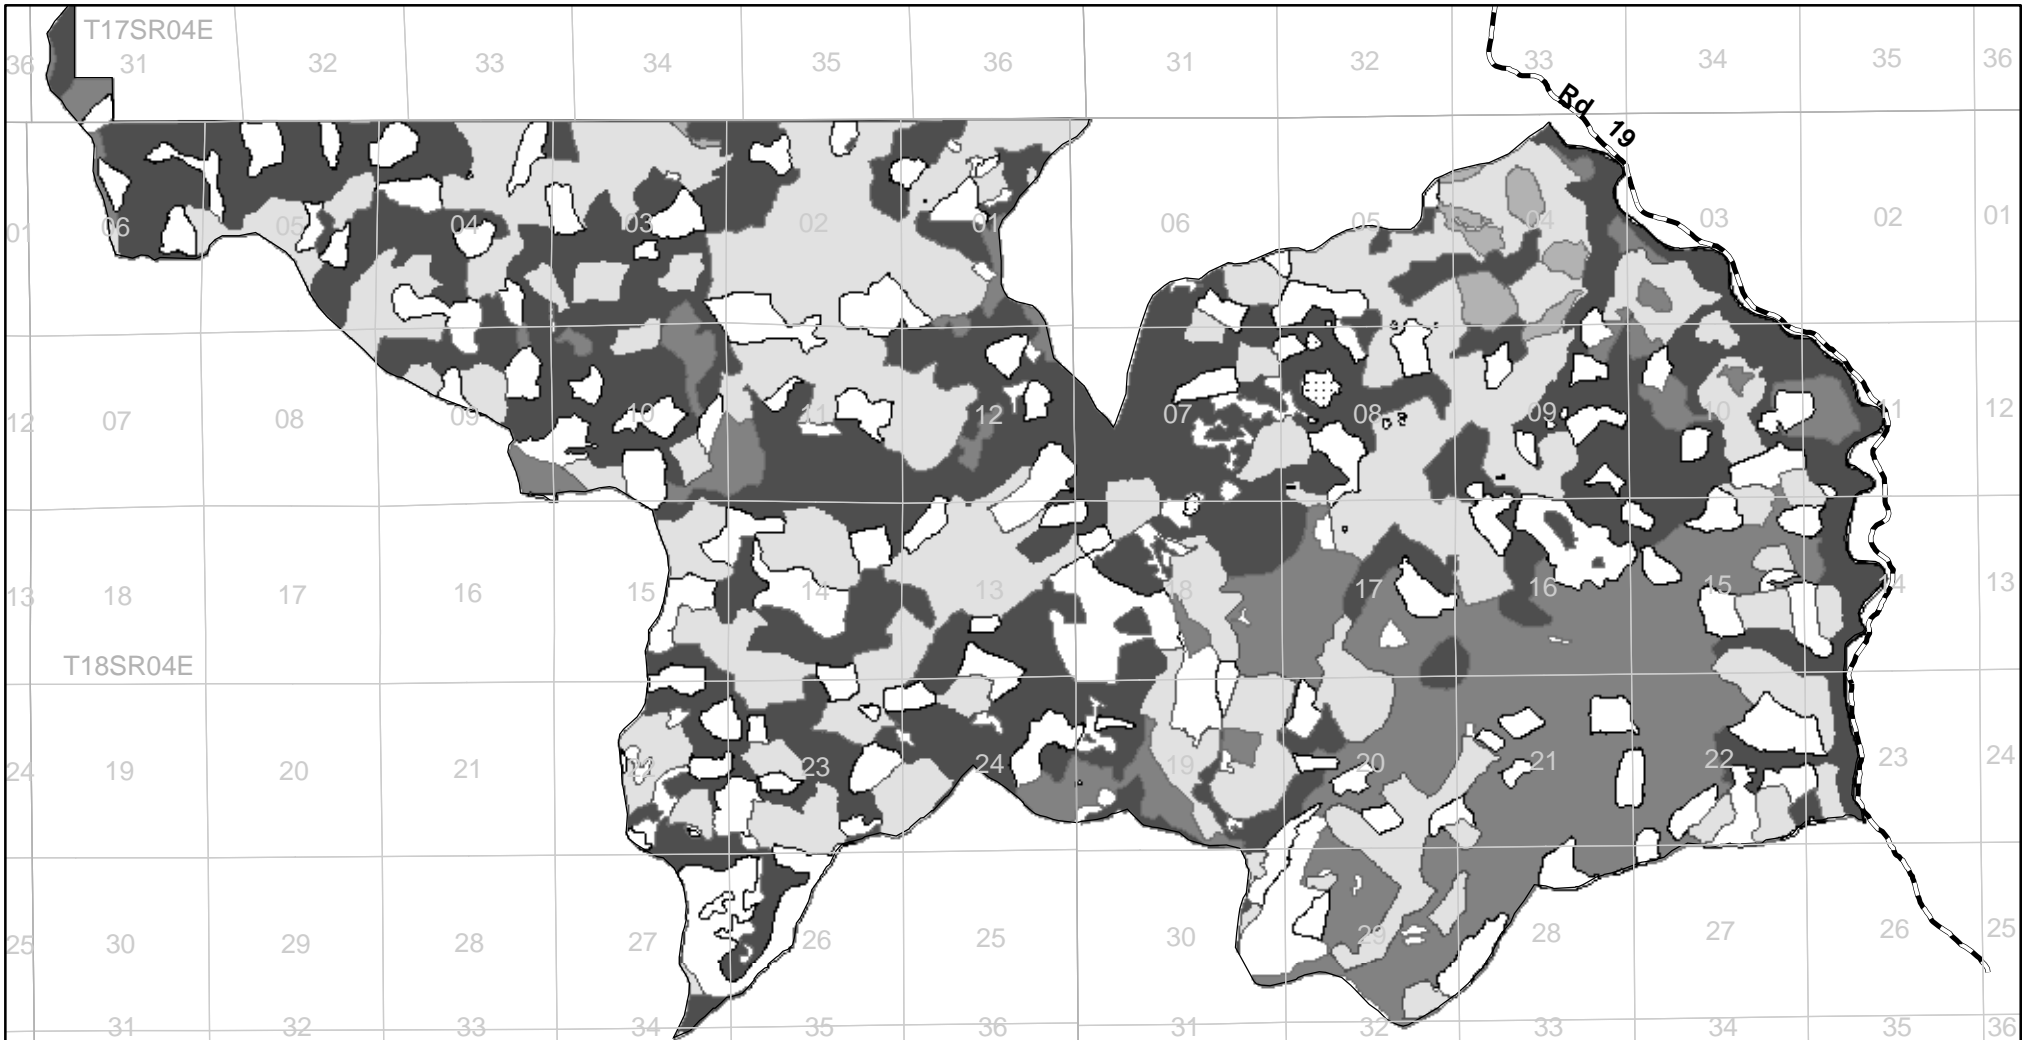 T17SR04E
36 31 32 33 34 35 36 31 32 33 34 35 36
Rd 19
01 06 05 04 03 02 01 06 05 04 03 02 01
12 07 08 09 10 11 12 07 08 09 10 11 12
13 18 17 16 15 14 13 18 17 16 15 14 13
T18SR04E
24 19 20 21 23 24 19 20 21 22 23 24
25 30 29 28 27 26 25 30 29 28 27 26 25
31 32 33 34 35 36 31 32 33 34 35 36